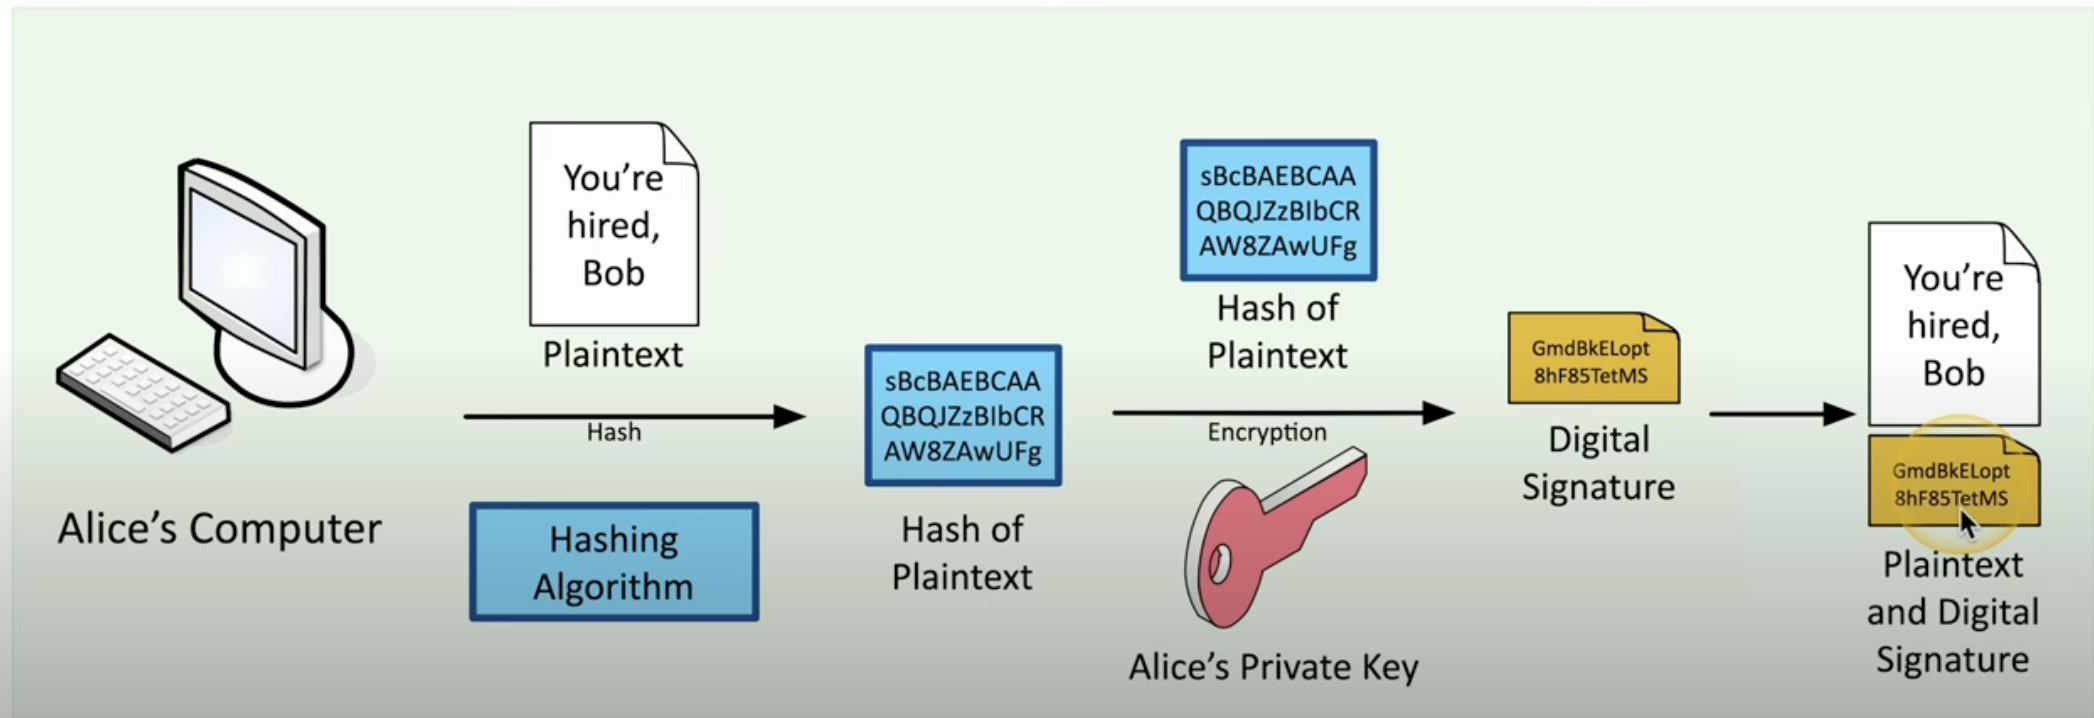 Alice's Computer
You're
hired,
Bob
Plaintext
Hash
Hashing
Algorithm
sBcBAEBCAA
QBQJZzBIbCR
AW8ZAwUFg
Hash of
Plaintext
sBcBAEBCAA
QBQJZzBIbCR
AW8ZAwUFg
Hash of
Plaintext
Encryption
Alice's Private Key
GmdBkELopt
8hF85TetMS
Digital
Signature
You're
hired,
Bob
GmdBkELopt
8hF85TetMS
Plaintext
and Digital
Signature